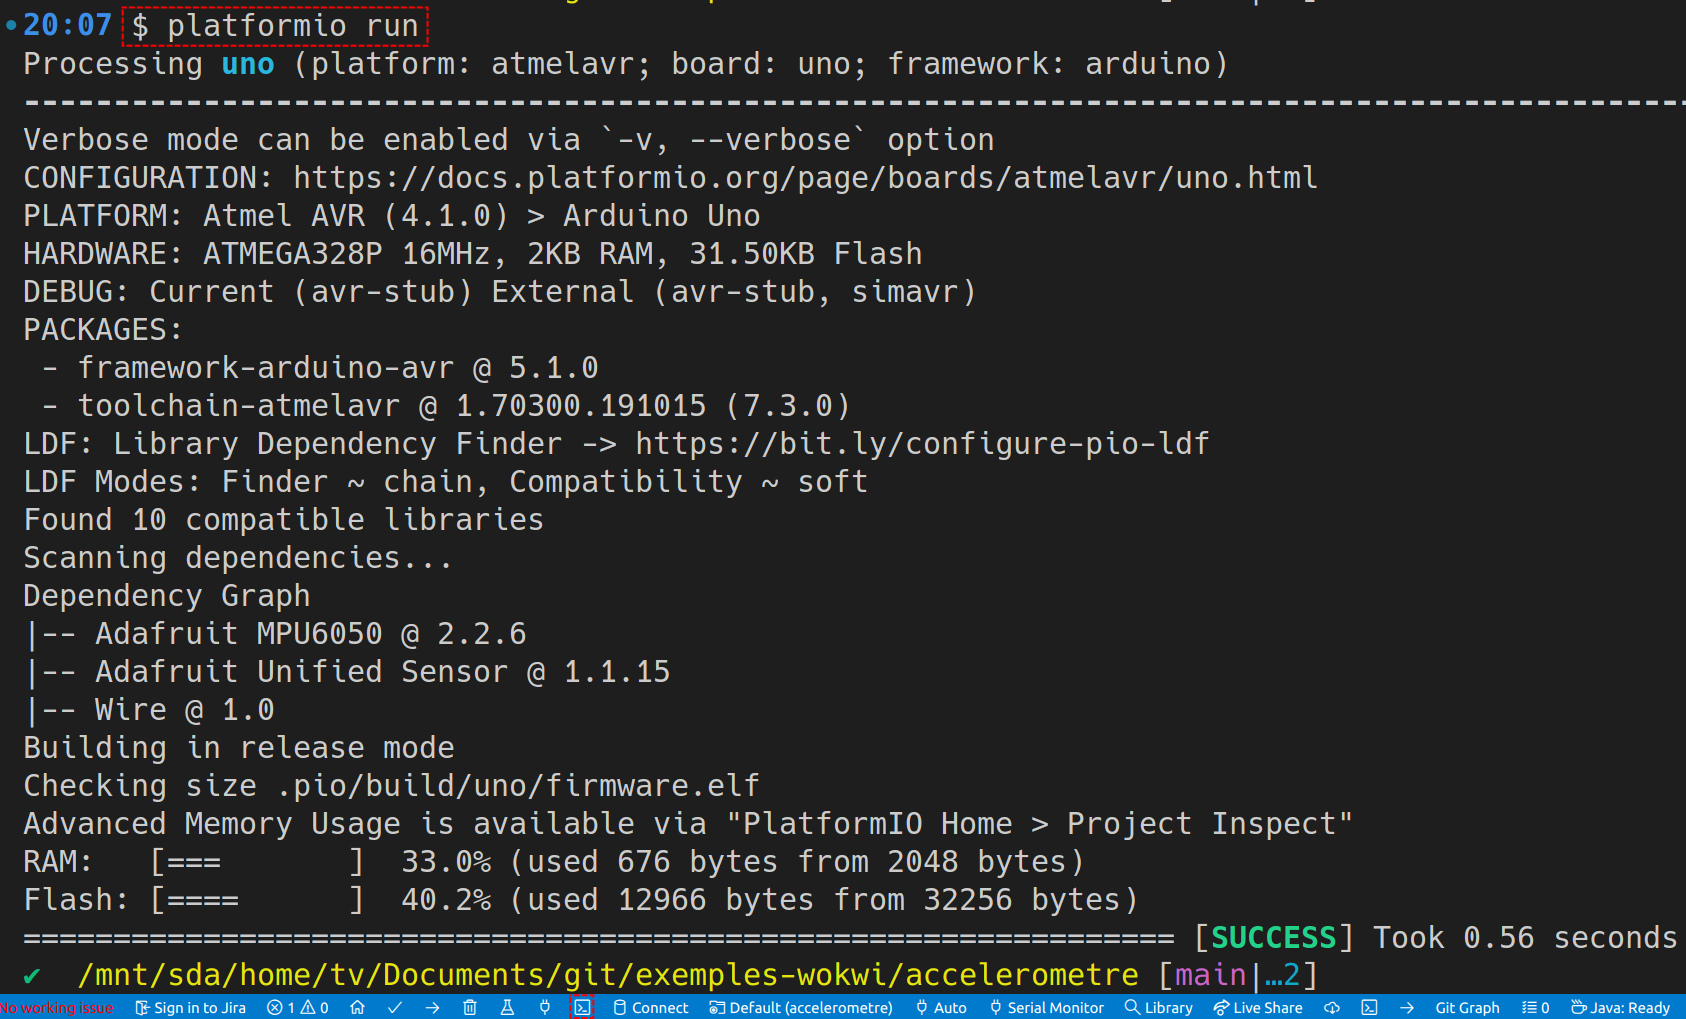 20:07 $ platformio run
Processing uno (platform: atmelavr; board: uno; framework: arduino)
--------------------------------------------------------------------------------------------
Verbose mode can be enabled via `-v, --verbose` option
CONFIGURATION: https://docs.platformio.org/page/boards/atmelavr/uno.html
PLATFORM: Atmel AVR (4.1.0) > Arduino Uno
HARDWARE: ATMEGA328P 16MHz, 2KB RAM, 31.50KB Flash
DEBUG: Current (avr-stub) External (avr-stub, simavr)
PACKAGES:
 - framework-arduino-avr @ 5.1.0
 - toolchain-atmelavr @ 1.70300.191015 (7.3.0)
LDF: Library Dependency Finder -> https://bit.ly/configure-pio-ldf
LDF Modes: Finder ~ chain, Compatibility ~ soft
Found 10 compatible libraries
Scanning dependencies...
Dependency Graph
|-- Adafruit MPU6050 @ 2.2.6
|-- Adafruit Unified Sensor @ 1.1.15
|-- Wire @ 1.0
Building in release mode
Checking size .pio/build/uno/firmware.elf
Advanced Memory Usage is available via "PlatformIO Home > Project Inspect"
RAM:   [===       ]  33.0% (used 676 bytes from 2048 bytes)
Flash: [====      ]  40.2% (used 12966 bytes from 32256 bytes)
================================================================ [SUCCESS] Took 0.56 seconds
✔ /mnt/sda/home/tv/Documents/git/exemples-wokwi/accelerometre [main|…2]
No working issue Sign in to Jira 1 0 Connect Default (accelerometre) Auto Serial Monitor Library Live Share Git Graph 0 Java: Ready